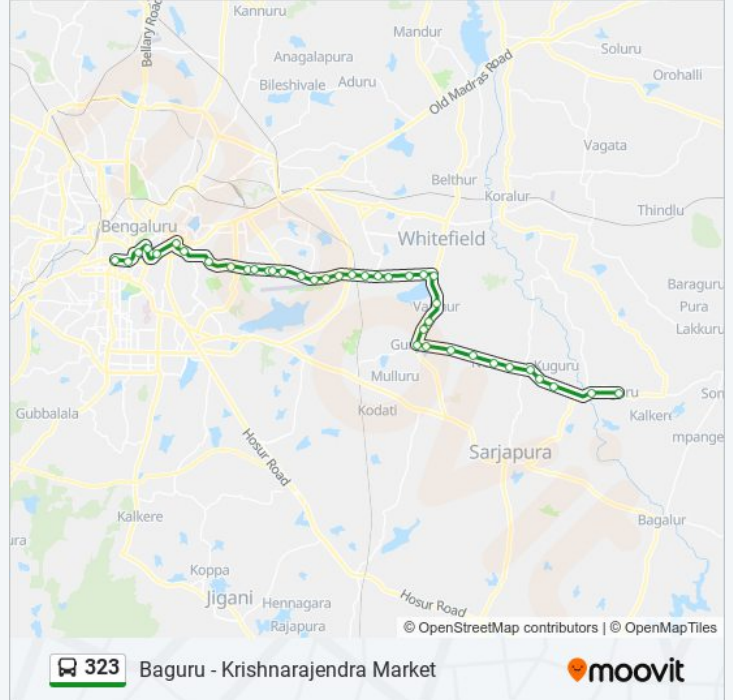 Kannuru
Bellary Road
Mandur
Soluru
Anagalapura
Orohalli
Bileshivale
Aduru
Old Madras Road
Vagata
Belthur
Koralur
Thindlu
Bengaluru
Whitefield
Baraguru
Pura
Lakkuru
Kuguru
Mulluru
Kodati
Gubbalala
Kalkere
Hosur Road
Sarjapura
Kalkere
Bagalur
Koppa
Jigani
Hennagara
Rajapura
Hosur Road
© OpenStreetMap contributors | © OpenMapTiles
323 Baguru - Krishnarajendra Market
moovit